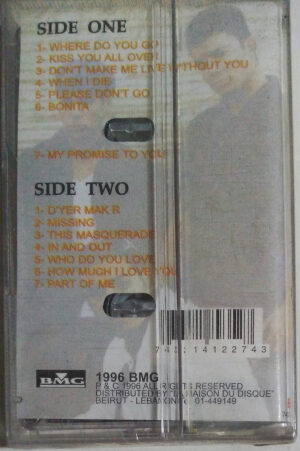 SIDE ONE
1- WHERE DO YOU GO
2- KISS YOU ALL OVER
3- DON'T MAKE ME LIVE WITHOUT YOU
4- WHEN I DIE
5- PLEASE DON'T GO
6- BONITA
7- MY PROMISE TO YOU
SIDE TWO
1- D'YER MAK R
2- MISSING
3- THIS MASQUERADE
4- IN AND OUT
5- WHO DO YOU LOVE
6- HOW MUCH I LOVE YOU
7- PART OF ME
14122743
BMG
1996 BMG
P & C 1996 ALL RIGHTS RESERVED
DISTRIBUTED BY "LA MAISON DU DISQUE"
BEIRUT - LEBANON 01-449149